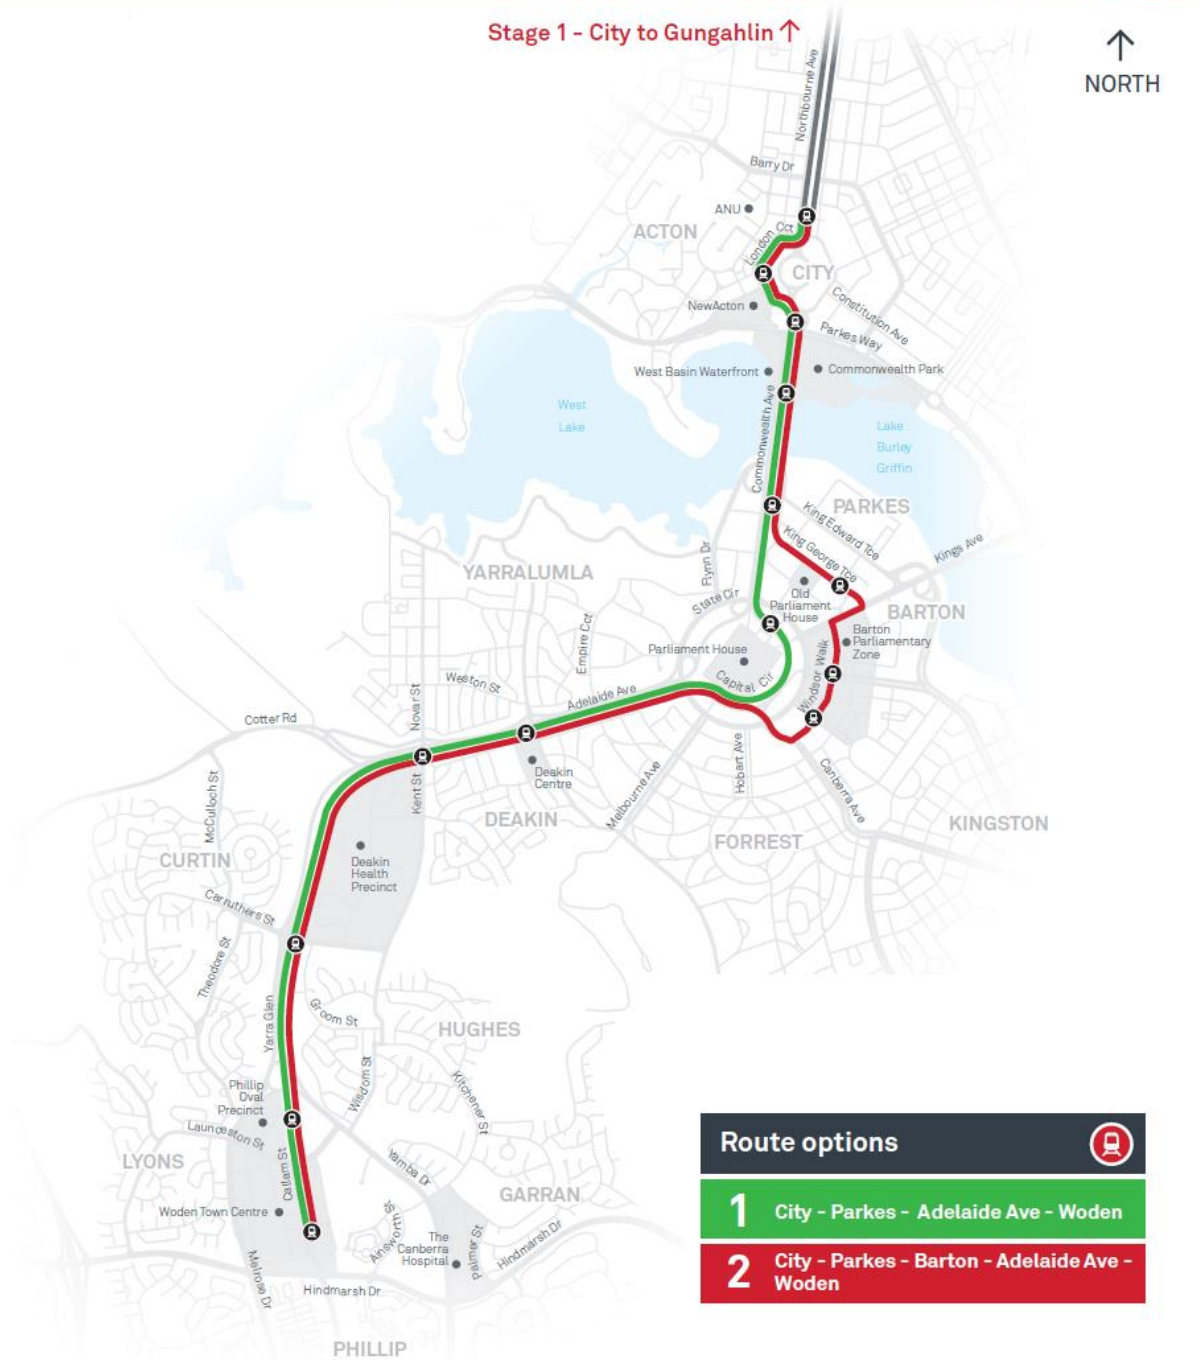 Stage 1 - City to Gungahlin ↑
NORTH
Northbourne Ave
Barry Dr
ANU
ACTON
London Cct
CITY
NewActon
Constitution Ave
Parkes Way
West Basin Waterfront
Commonwealth Park
Commonwealth Ave
West
Lake
Lake
Burley
Griffin
PARKES
King Edward Tce
King George Tce
Kings Ave
YARRALUMLA
Flynn Dr
State Cir
Old
Parliament
House
BARTON
Barton
Parliamentary
Zone
Empire Cct
Parliament House
Windsor Walk
Capital Cir
Weston St
Novar St
Adelaide Ave
Cotter Rd
Hobart Ave
Canberra Ave
Melbourne Ave
Deakin
Centre
Kent St
McCulloch St
DEAKIN
FORREST
KINGSTON
CURTIN
Deakin
Health
Precinct
Carruthers St
Theodore St
Yarra Glen
Groom St
HUGHES
Wisdom St
Kitchener St
Phillip
Oval
Precinct
Launceston St
LYONS
Callam St
Yamba Dr
GARRAN
Woden Town Centre
Ainsworth St
The
Canberra
Hospital
Palmer St
Hindmarsh Dr
Melrose Dr
Hindmarsh Dr
PHILLIP
Route options
1 City - Parkes - Adelaide Ave - Woden
2 City - Parkes - Barton - Adelaide Ave -
Woden